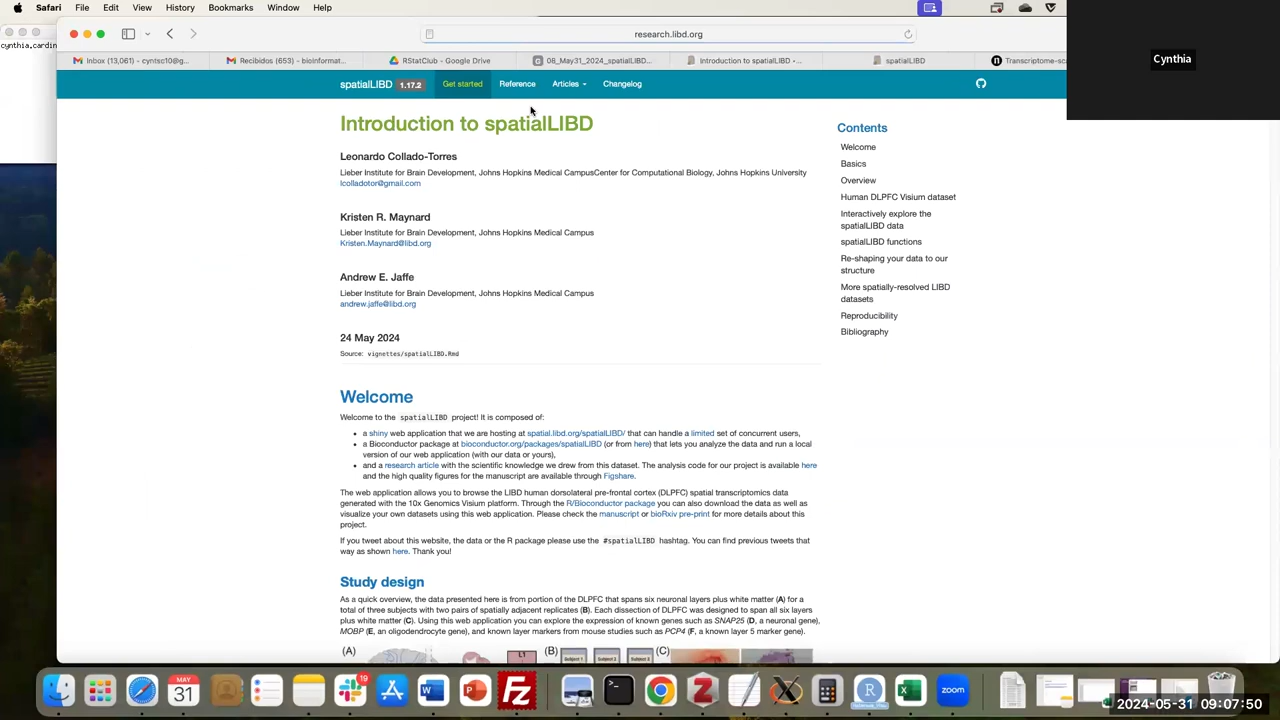 Safari File Edit View History Bookmarks Window Help
Cynthia
cynthia_cardin
research.libd.org
Inbox (13,061) - cyntsc10@g...
Recibidos (653) - bioinformat...
RStatClub - Google Drive
08_May31_2024_spatialLIBD...
Introduction to spatialLIBD •...
spatialLIBD
Transcriptome-sc
spatialLIBD 1.17.2 Get started Reference Articles Changelog
Introduction to spatialLIBD
Leonardo Collado-Torres
Lieber Institute for Brain Development, Johns Hopkins Medical CampusCenter for Computational Biology, Johns Hopkins University
lcolladotor@gmail.com
Kristen R. Maynard
Lieber Institute for Brain Development, Johns Hopkins Medical Campus
Kristen.Maynard@libd.org
Andrew E. Jaffe
Lieber Institute for Brain Development, Johns Hopkins Medical Campus
andrew.jaffe@libd.org
24 May 2024
Source: vignettes/spatialLIBD.Rmd
Welcome
Welcome to the spatialLIBD project! It is composed of:
• a shiny web application that we are hosting at spatial.libd.org/spatialLIBD/ that can handle a limited set of concurrent users,
• a Bioconductor package at bioconductor.org/packages/spatialLIBD (or from here) that lets you analyze the data and run a local
version of our web application (with our data or yours),
• and a research article with the scientific knowledge we drew from this dataset. The analysis code for our project is available here
and the high quality figures for the manuscript are available through Figshare.
The web application allows you to browse the LIBD human dorsolateral pre-frontal cortex (DLPFC) spatial transcriptomics data
generated with the 10x Genomics Visium platform. Through the R/Bioconductor package you can also download the data as well as
visualize your own datasets using this web application. Please check the manuscript or bioRxiv pre-print for more details about this
project.
If you tweet about this website, the data or the R package please use the #spatialLIBD hashtag. You can find previous tweets that
way as shown here. Thank you!
Study design
As a quick overview, the data presented here is from portion of the DLPFC that spans six neuronal layers plus white matter (A) for a
total of three subjects with two pairs of spatially adjacent replicates (B). Each dissection of DLPFC was designed to span all six layers
plus white matter (C). Using this web application you can explore the expression of known genes such as SNAP25 (D, a neuronal gene),
MOBP (E, an oligodendrocyte gene), and known layer markers from mouse studies such as PCP4 (F, a known layer 5 marker gene).
(A) L1 (B) Subject 1 Subject 2 Subject 3 (C)
Contents
Welcome
Basics
Overview
Human DLPFC Visium dataset
Interactively explore the
spatialLIBD data
spatialLIBD functions
Re-shaping your data to our
structure
More spatially-resolved LIBD
datasets
Reproducibility
Bibliography
MAY
31
19
Fz
zoom
2024-05-31 09:07:50